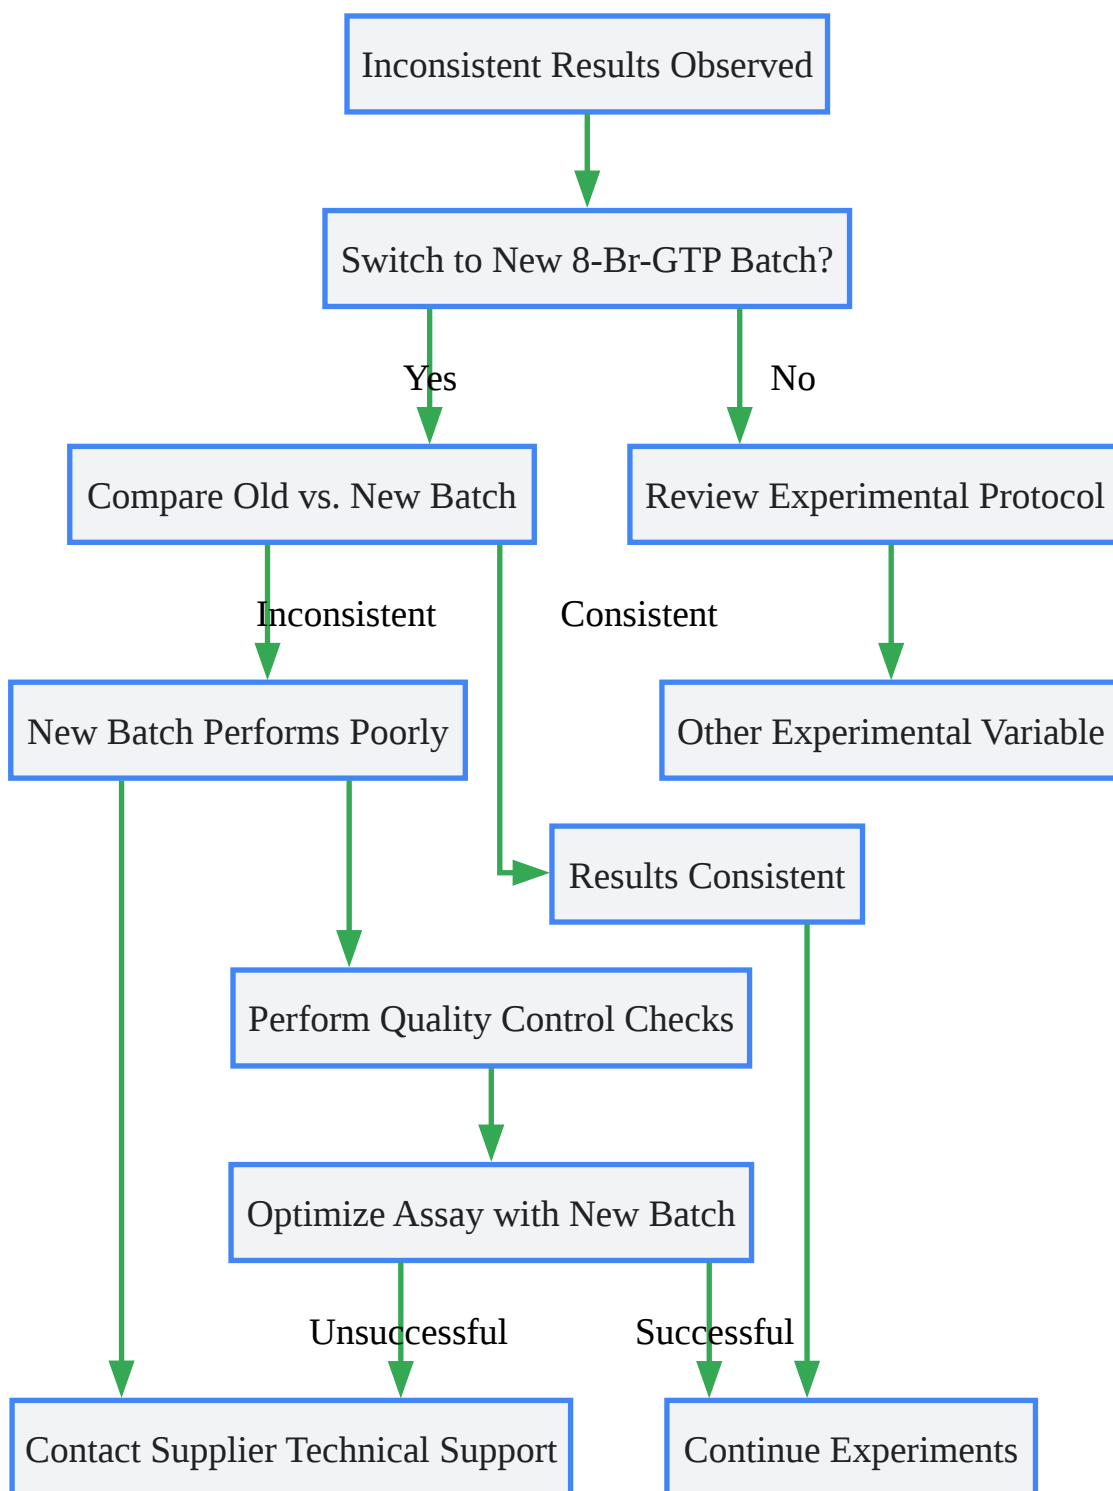 Inconsistent Results Observed
Switch to New 8-Br-GTP Batch?
Yes
No
Compare Old vs. New Batch
Review Experimental Protocol
Inconsistent
Consistent
New Batch Performs Poorly
Other Experimental Variable
Results Consistent
Perform Quality Control Checks
Optimize Assay with New Batch
Unsuccessful
Successful
Contact Supplier Technical Support
Continue Experiments